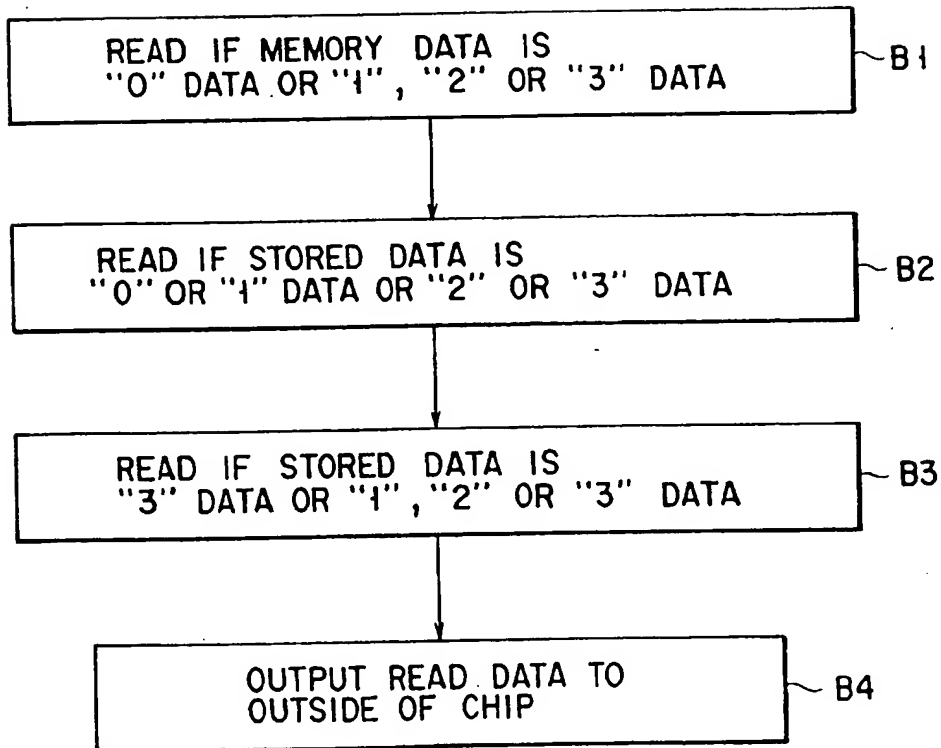 READ IF MEMORY DATA IS
"0" DATA OR "1", "2" OR "3" DATA
B1
READ IF STORED DATA IS
"0" OR "1" DATA OR "2" OR "3" DATA
B2
READ IF STORED DATA IS
"3" DATA OR "1", "2" OR "3" DATA
B3
OUTPUT READ DATA TO
OUTSIDE OF CHIP
B4